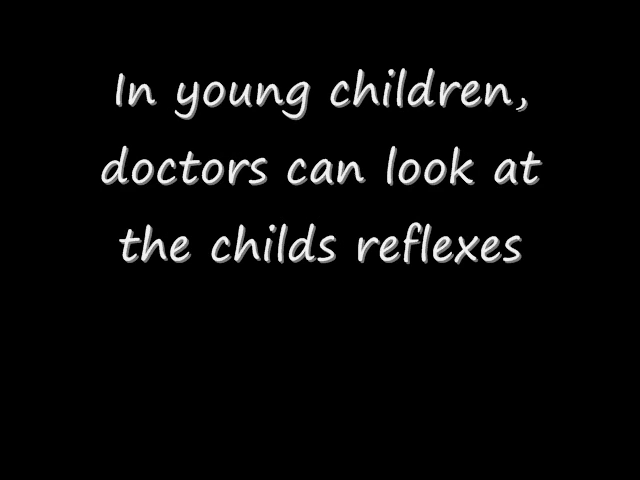 In young children,
doctors can look at
the childs reflexes